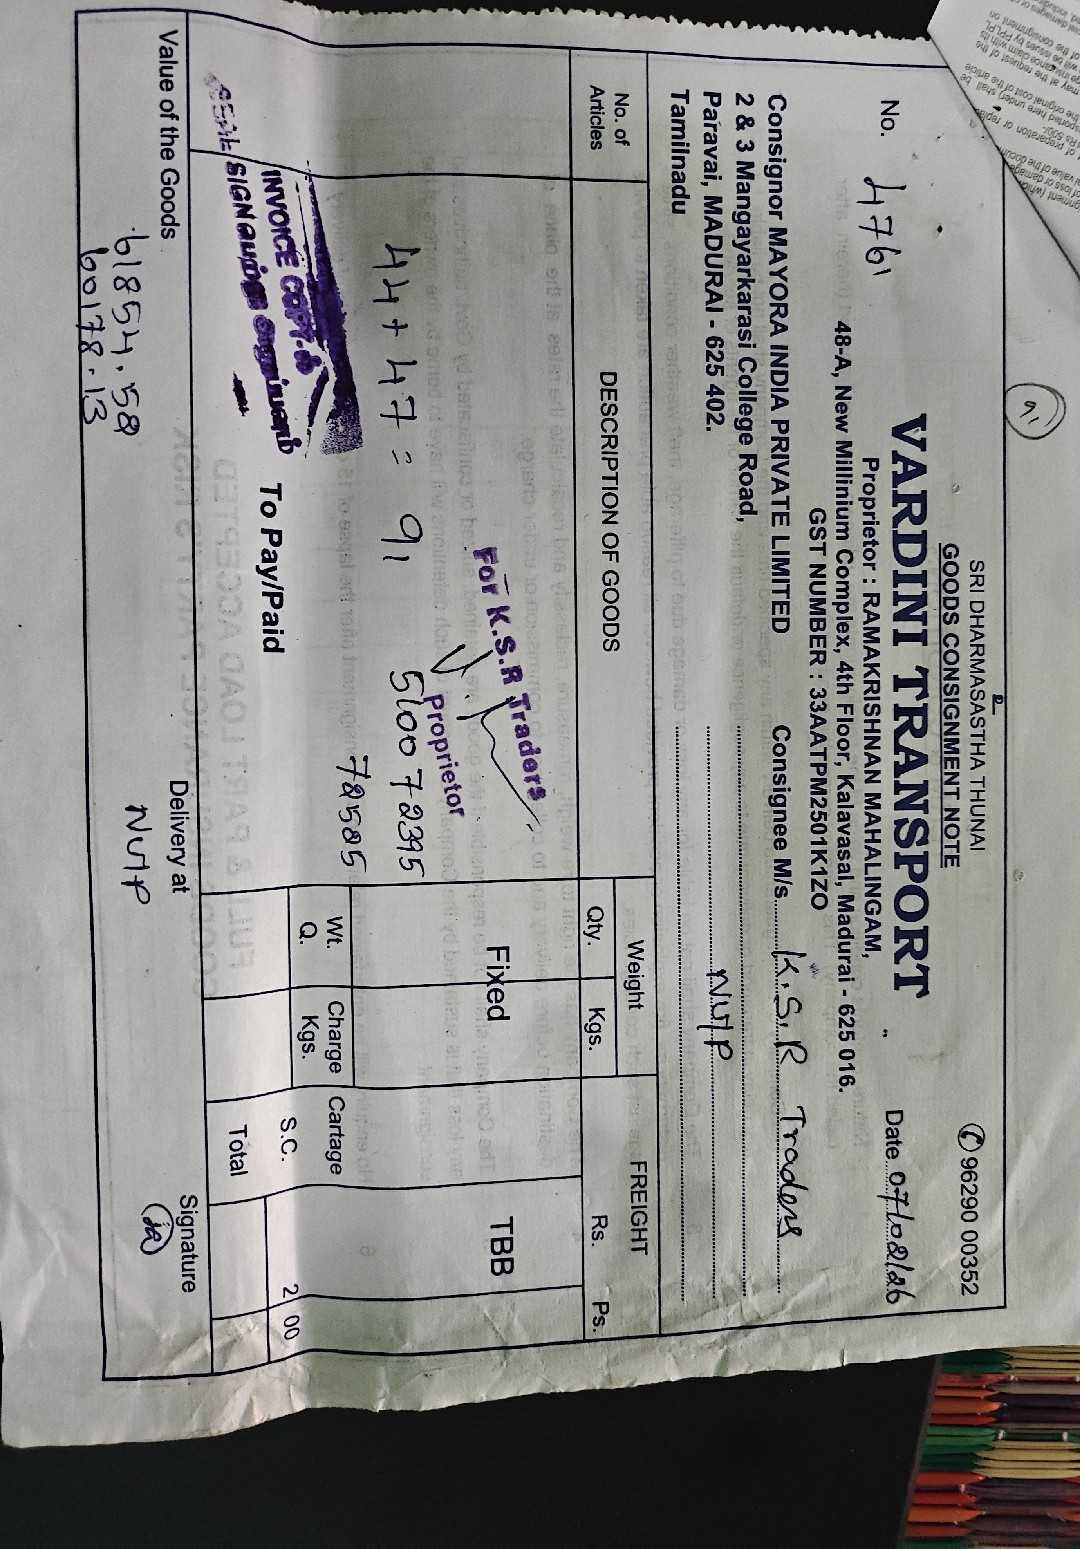 SRI DHARMASASTHA THUNAI
GOODS CONSIGNMENT NOTE
96290 00352
91
VARDINI TRANSPORT
Proprietor : RAMAKRISHNAN MAHALINGAM,
No. 4761
Date 07/02/26
48-A, New Millinium Complex, 4th Floor, Kalavasal, Madurai - 625 016.
GST NUMBER : 33AATPM2501K1ZO
Consignor MAYORA INDIA PRIVATE LIMITED
2 & 3 Mangayarkarasi College Road,
Paravai, MADURAI - 625 402.
Tamilnadu
Consignee M/s. K.S.R Traders
No. of Articles
DESCRIPTION OF GOODS
Weight
Qty.
Kgs.
FREIGHT
Rs.
Ps.
For K.S.R Traders
Proprietor
44 + 47 = 91
5100 72395
72585
Fixed
TBB
INVOICE COPY.ல்
SEAL SIGNATURE
To Pay/Paid
Wt. Q.
Charge Kgs.
Cartage
S.C.
2 00
Total
Value of the Goods
61854.58
60178.13
Delivery at
Signature